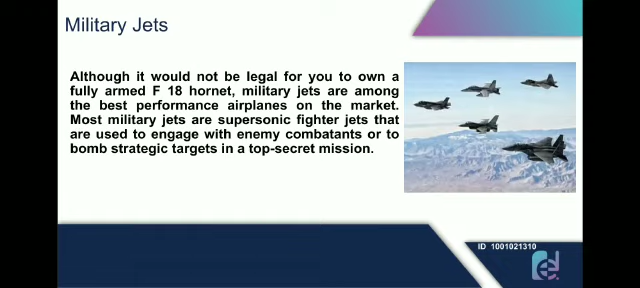 Military Jets
Although it would not be legal for you to own a
fully armed F 18 hornet, military jets are among
the best performance airplanes on the market.
Most military jets are supersonic fighter jets that
are used to engage with enemy combatants or to
bomb strategic targets in a top-secret mission.
ID 1001021310